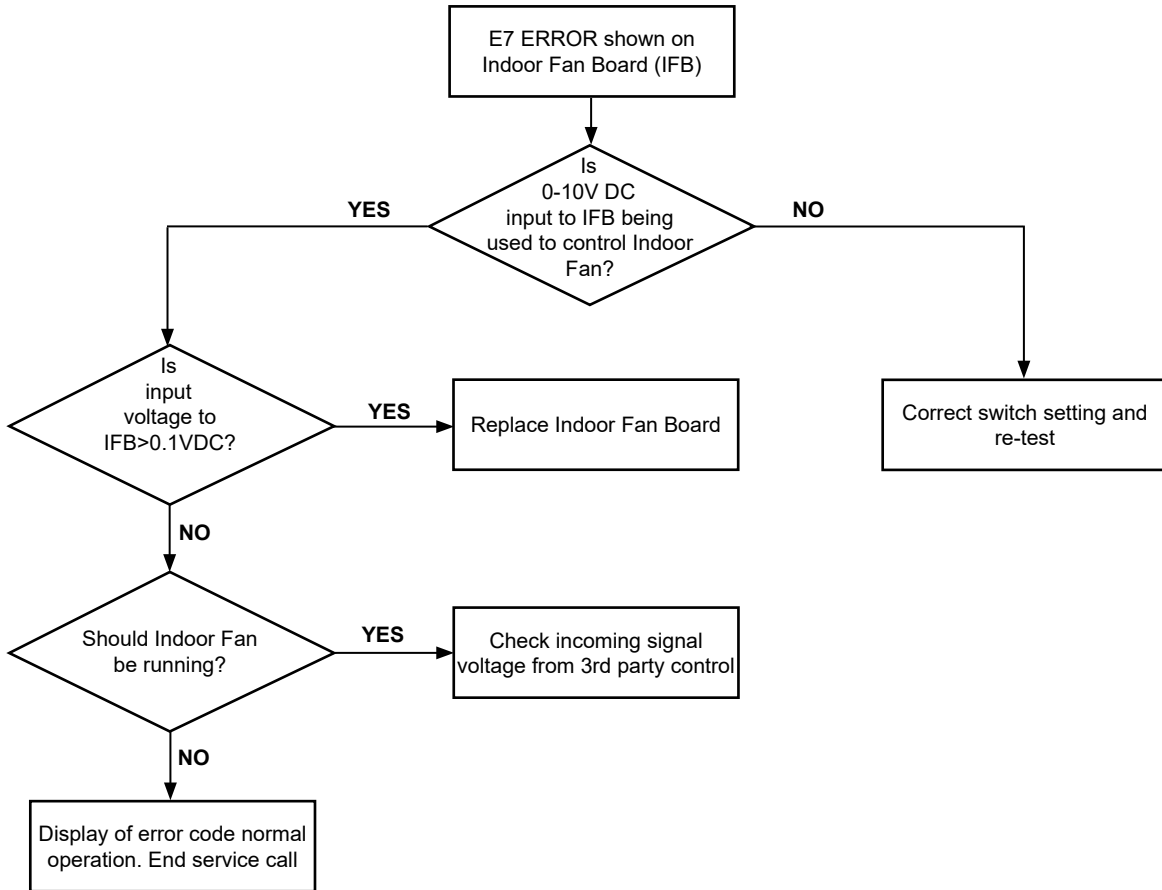 E7 ERROR shown on
Indoor Fan Board (IFB)
Is
0-10V DC
input to IFB being
used to control Indoor
Fan?
YES
NO
Is
input
voltage to
IFB>0.1VDC?
YES
Replace Indoor Fan Board
Correct switch setting and
re-test
NO
Should Indoor Fan
be running?
YES
Check incoming signal
voltage from 3rd party control
NO
Display of error code normal
operation. End service call